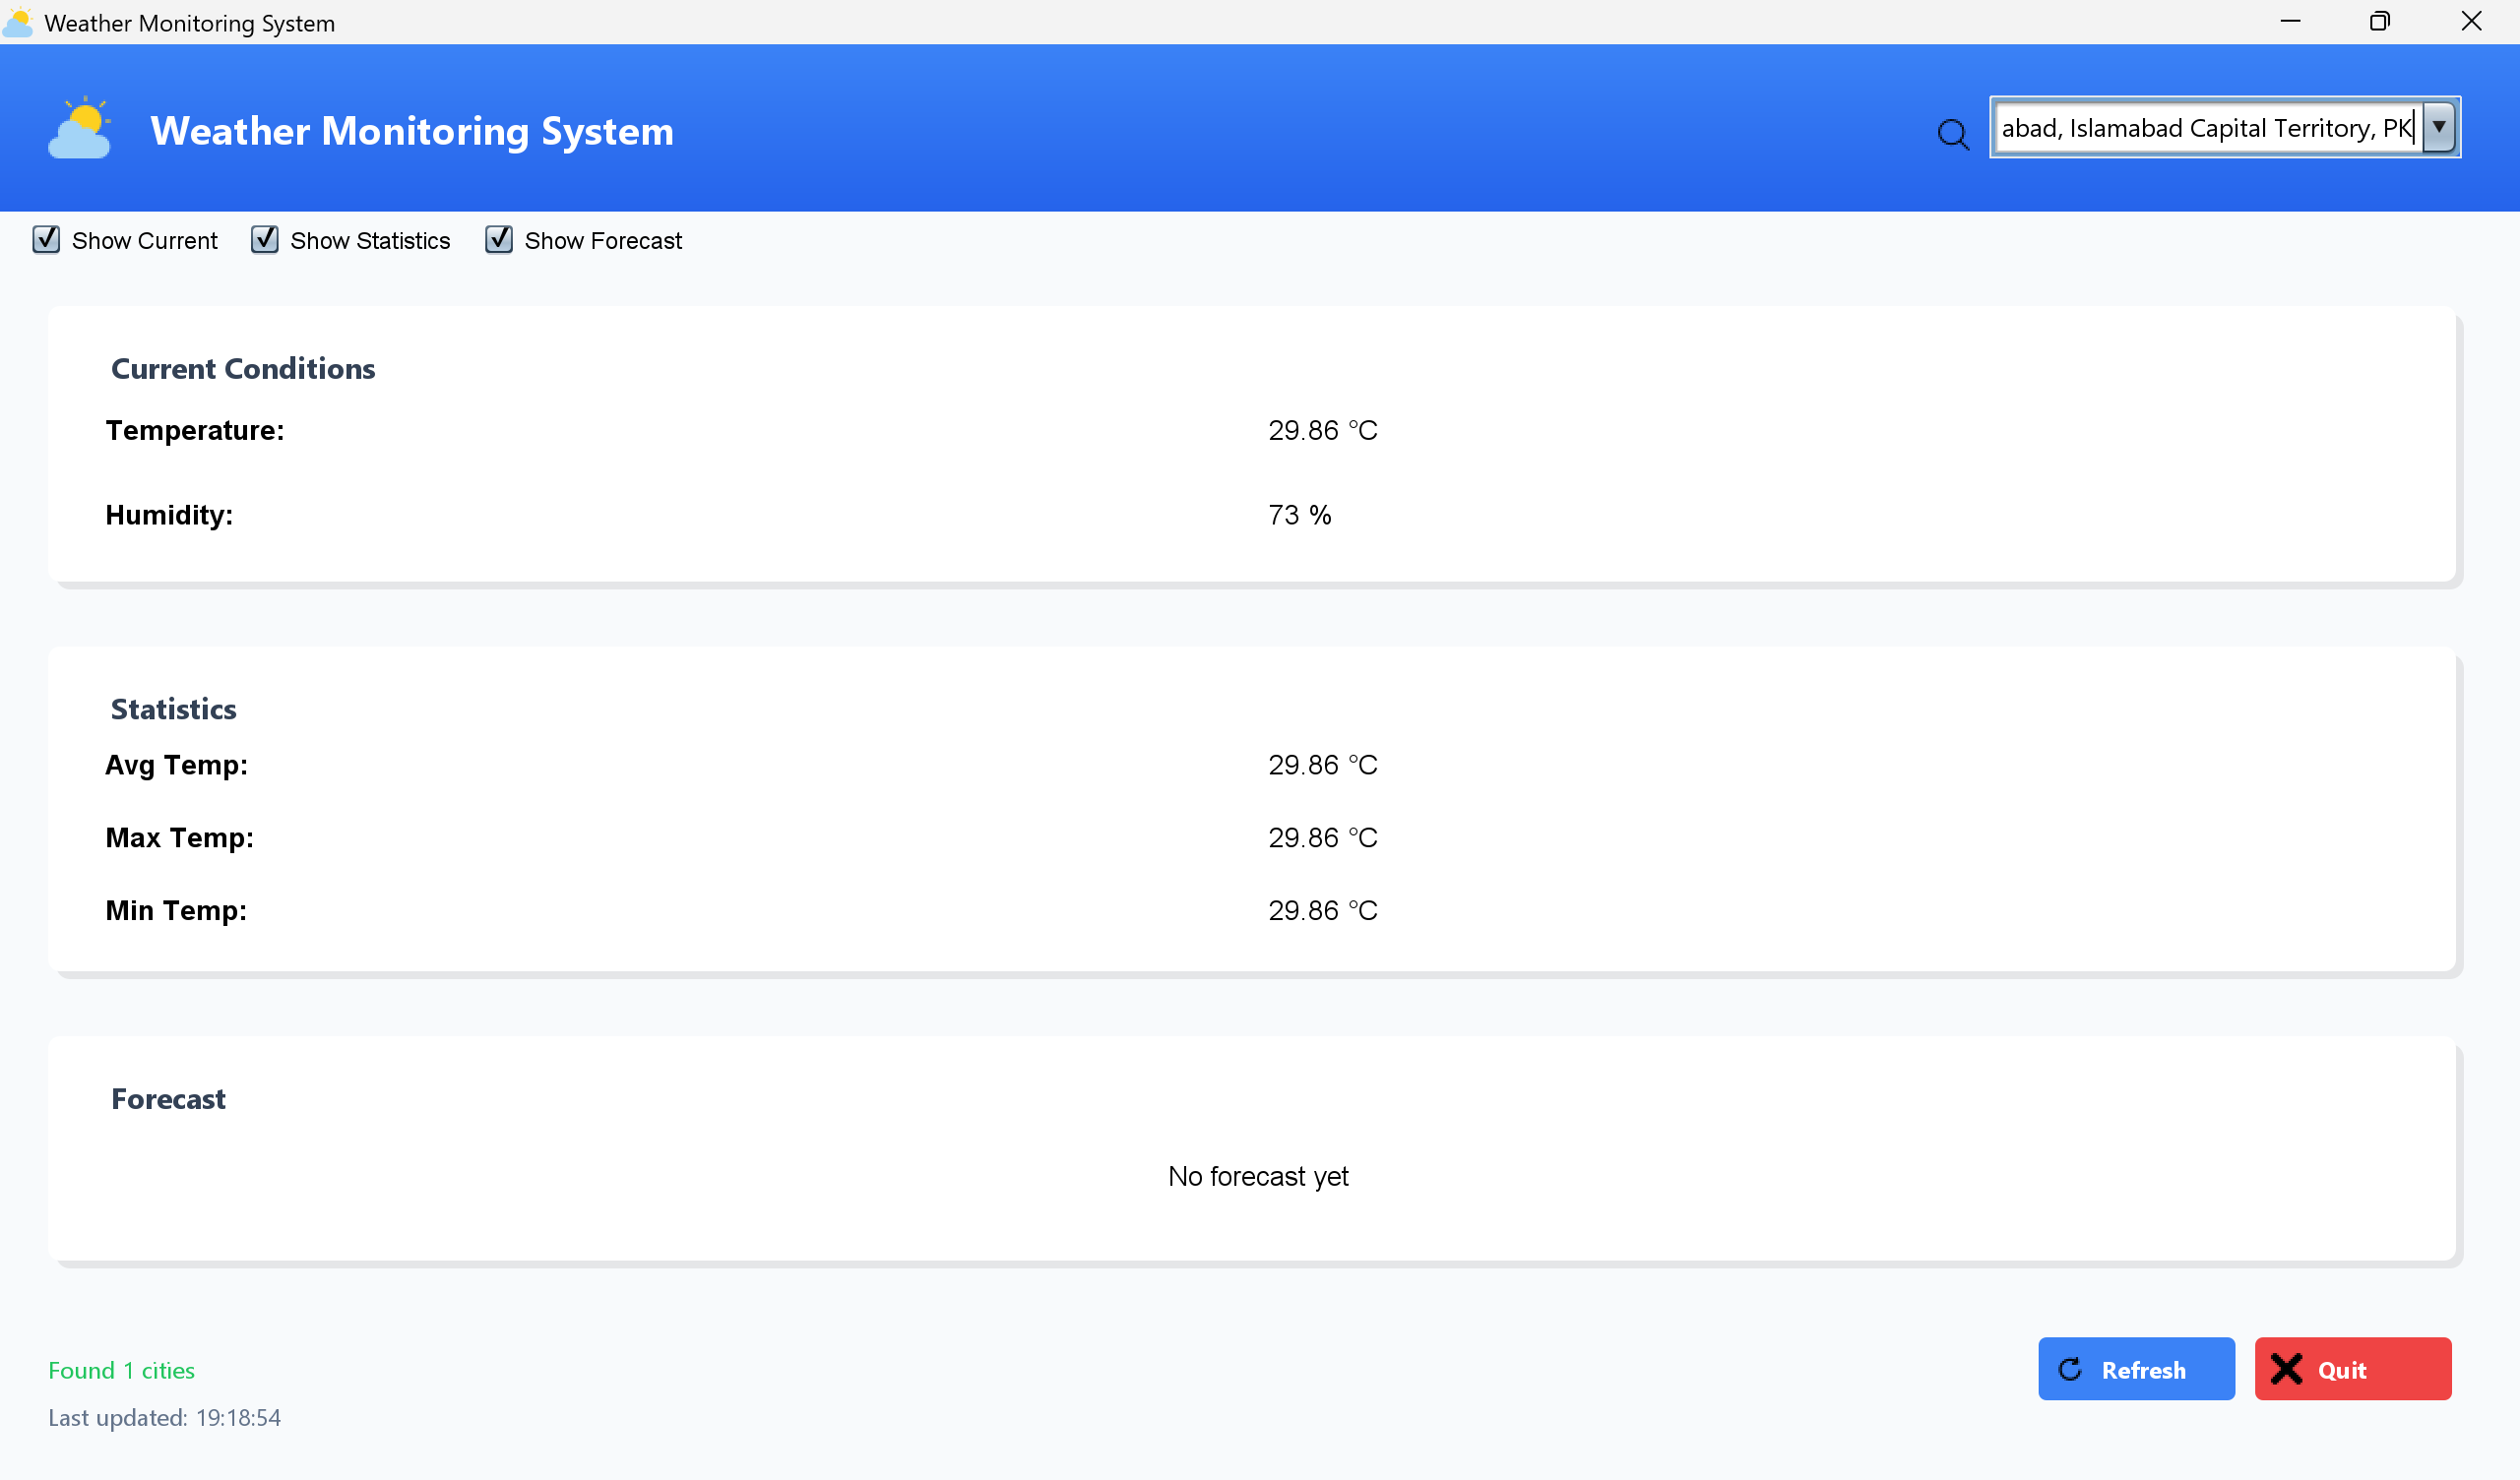 Weather Monitoring System
Weather Monitoring System
abad, Islamabad Capital Territory, PK
Show Current Show Statistics Show Forecast
Current Conditions
Temperature: 29.86 °C
Humidity: 73 %
Statistics
Avg Temp: 29.86 °C
Max Temp: 29.86 °C
Min Temp: 29.86 °C
Forecast
No forecast yet
Found 1 cities
Refresh Quit
Last updated: 19:18:54